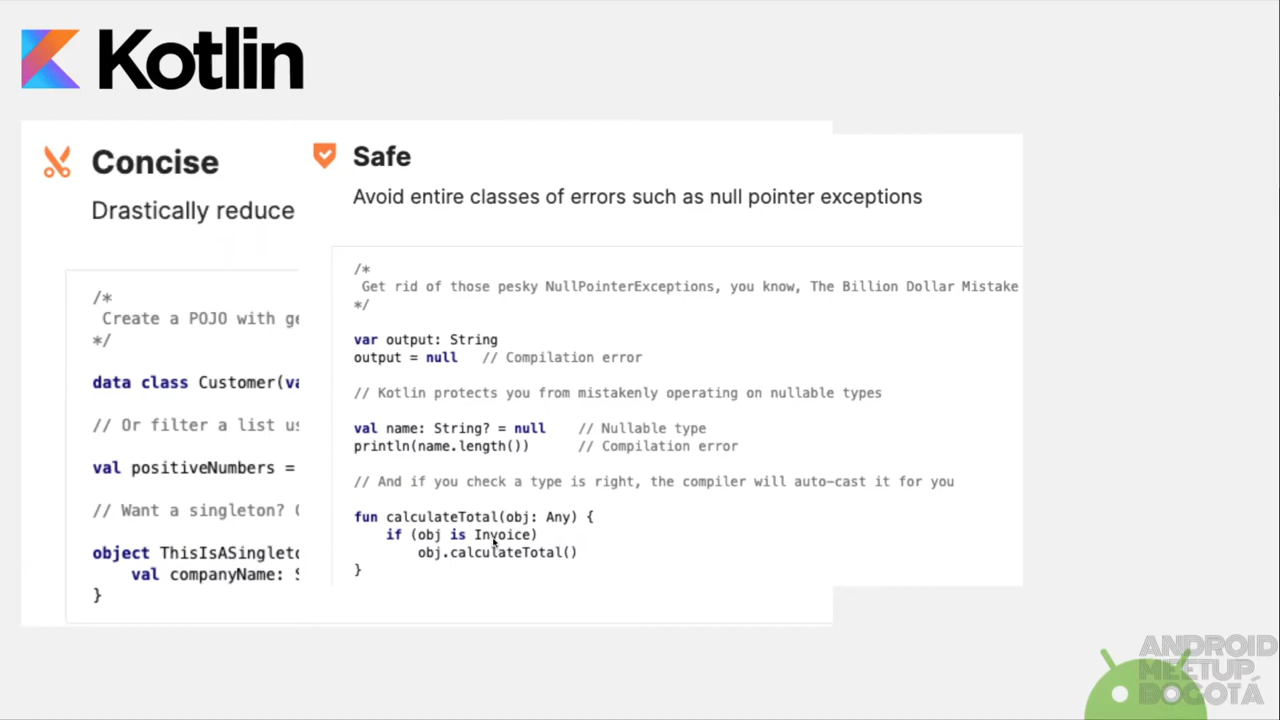 Kotlin
Concise
Drastically reduce
/*
Create a POJO with ge
*/
data class Customer(va
// Or filter a list us
val positiveNumbers =
// Want a singleton?
object ThisIsASingleto
val companyName: S
}
Safe
Avoid entire classes of errors such as null pointer exceptions
/*
Get rid of those pesky NullPointerExceptions, you know, The Billion Dollar Mistake
*/
var output: String
output = null // Compilation error
// Kotlin protects you from mistakenly operating on nullable types
val name: String? = null // Nullable type
println(name.length()) // Compilation error
// And if you check a type is right, the compiler will auto-cast it for you
fun calculateTotal(obj: Any) {
if (obj is Invoice)
obj.calculateTotal()
}
ANDROID
MEETUP
BOGOTÁ